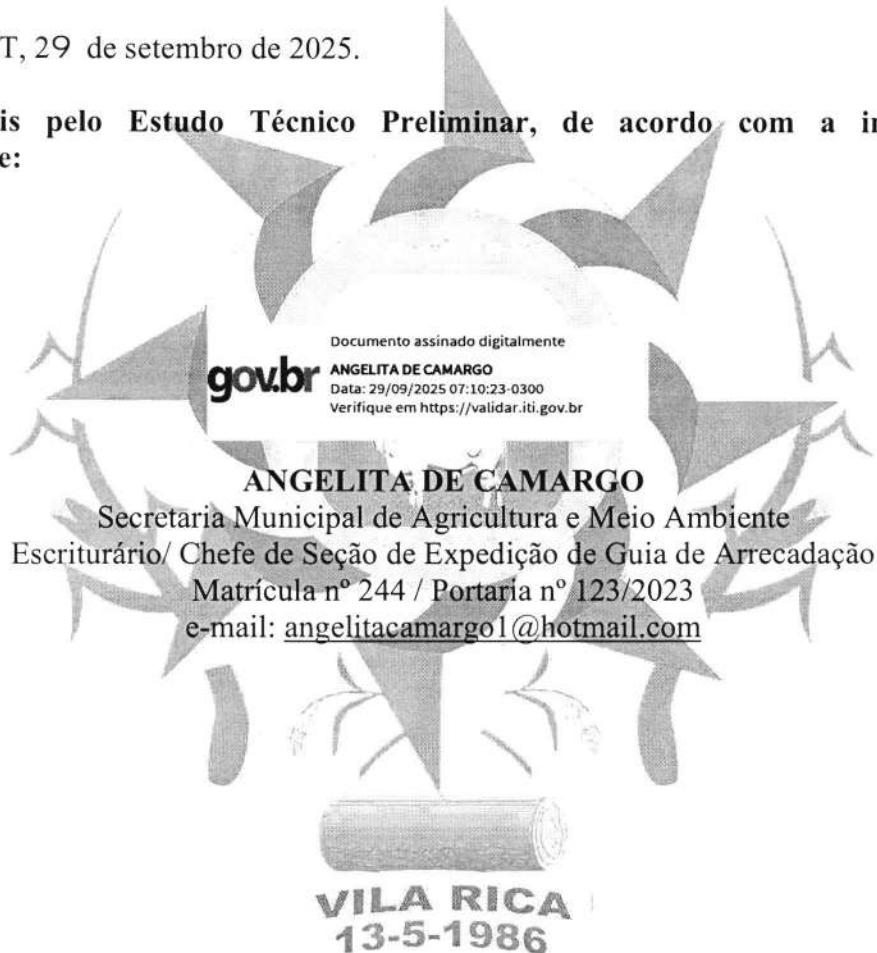 T, 29 de setembro de 2025.
is pelo Estudo Técnico Preliminar, de acordo com a in
e:
Documento assinado digitalmente
gov.br
ANGELITA DE CAMARGO
Data: 29/09/2025 07:10:23-0300
Verifique em https://validar.iti.gov.br
ANGELITA DE CAMARGO
Secretaria Municipal de Agricultura e Meio Ambiente
Escriturário/ Chefe de Seção de Expedição de Guia de Arrecadação
Matrícula nº 244 / Portaria nº 123/2023
e-mail: angelitacamargo1@hotmail.com
VILA RICA
13-5-1986